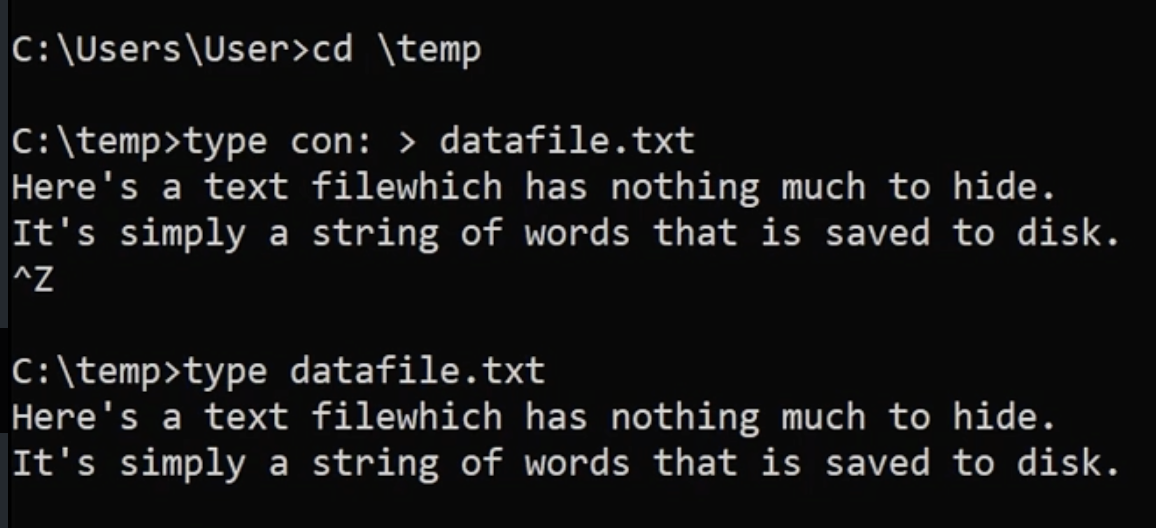 C:\Users\User>cd \temp
C:\temp>type con: > datafile.txt
Here's a text filewhich has nothing much to hide.
It's simply a string of words that is saved to disk.
^Z
C:\temp>type datafile.txt
Here's a text filewhich has nothing much to hide.
It's simply a string of words that is saved to disk.